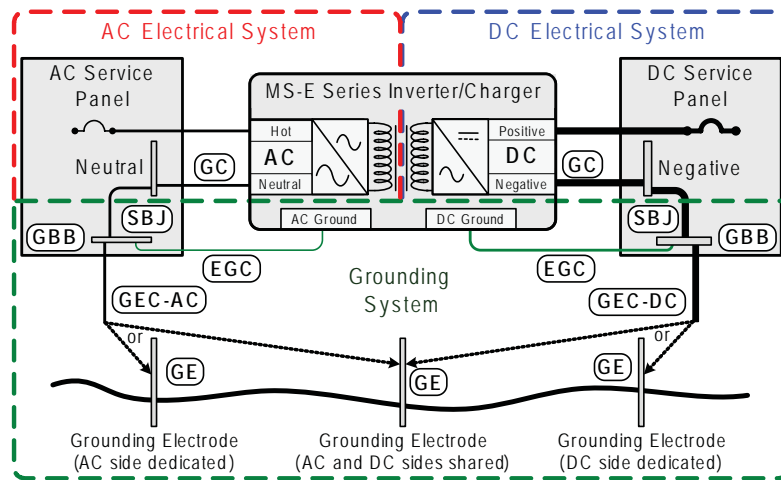 AC Electrical System
DC Electrical System
AC Service
Panel
MS-E Series Inverter/Charger
DC Service
Panel
Hot
AC
Neutral
Positive
DC
Negative
Neutral
GC
GC
Negative
SBJ
SBJ
GBB
AC Ground
DC Ground
GBB
EGC
EGC
Grounding
System
GEC-AC
GEC-DC
or
or
GE
GE
GE
Grounding Electrode
(AC side dedicated)
Grounding Electrode
(AC and DC sides shared)
Grounding Electrode
(DC side dedicated)